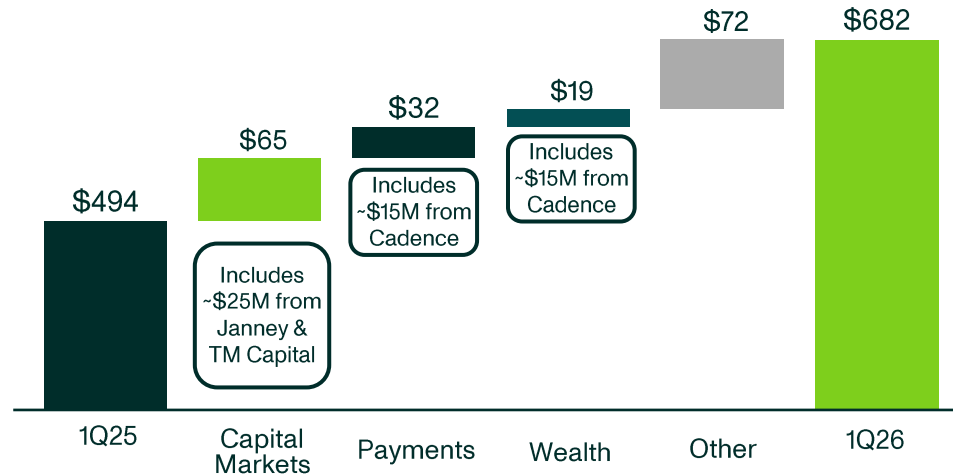 $494
$65
Includes
~$25M from
Janney &
TM Capital
$32
Includes
~$15M from
Cadence
$19
Includes
~$15M from
Cadence
$72
$682
1Q25
Capital
Markets
Payments
Wealth
Other
1Q26